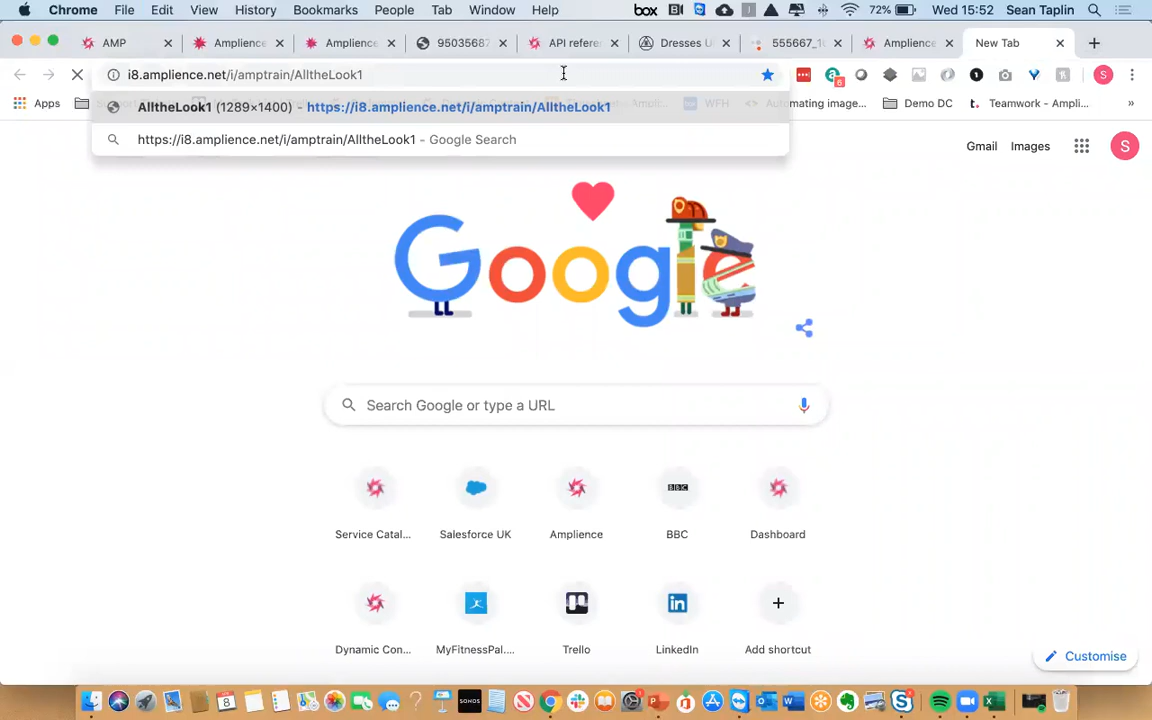 Chrome File Edit View History Bookmarks People Tab Window Help box 72% Wed 15:52 Sean Taplin
AMP Amplience Amplience 95035687 API refere Dresses U 555667_1 Amplience New Tab
i8.amplience.net/i/amptrain/AlltheLook1
AlltheLook1 (1289×1400) – https://i8.amplience.net/i/amptrain/AlltheLook1
https://i8.amplience.net/i/amptrain/AlltheLook1 – Google Search
Apps WFH Automating image... Demo DC Teamwork - Ampli... »
Gmail Images S
Google
Search Google or type a URL
Service Catal... Salesforce UK Amplience BBC Dashboard
Dynamic Con... MyFitnessPal.... Trello LinkedIn Add shortcut
Customise